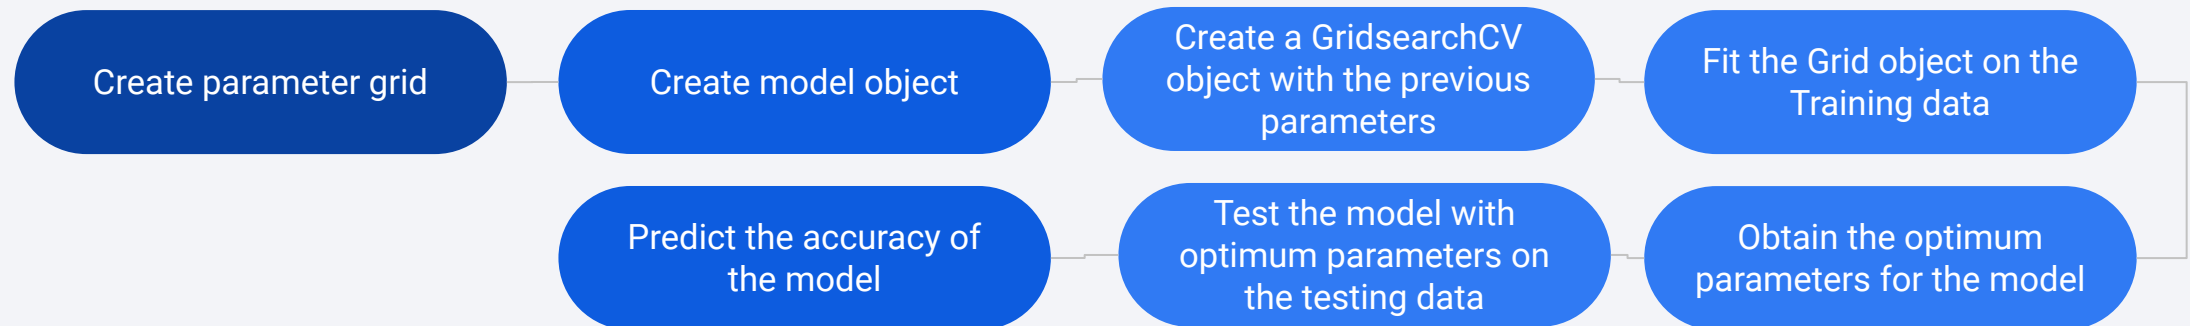 Create parameter grid
Create model object
Create a GridsearchCV
object with the previous
parameters
Fit the Grid object on the
Training data
Obtain the optimum
parameters for the model
Test the model with
optimum parameters on
the testing data
Predict the accuracy of
the model